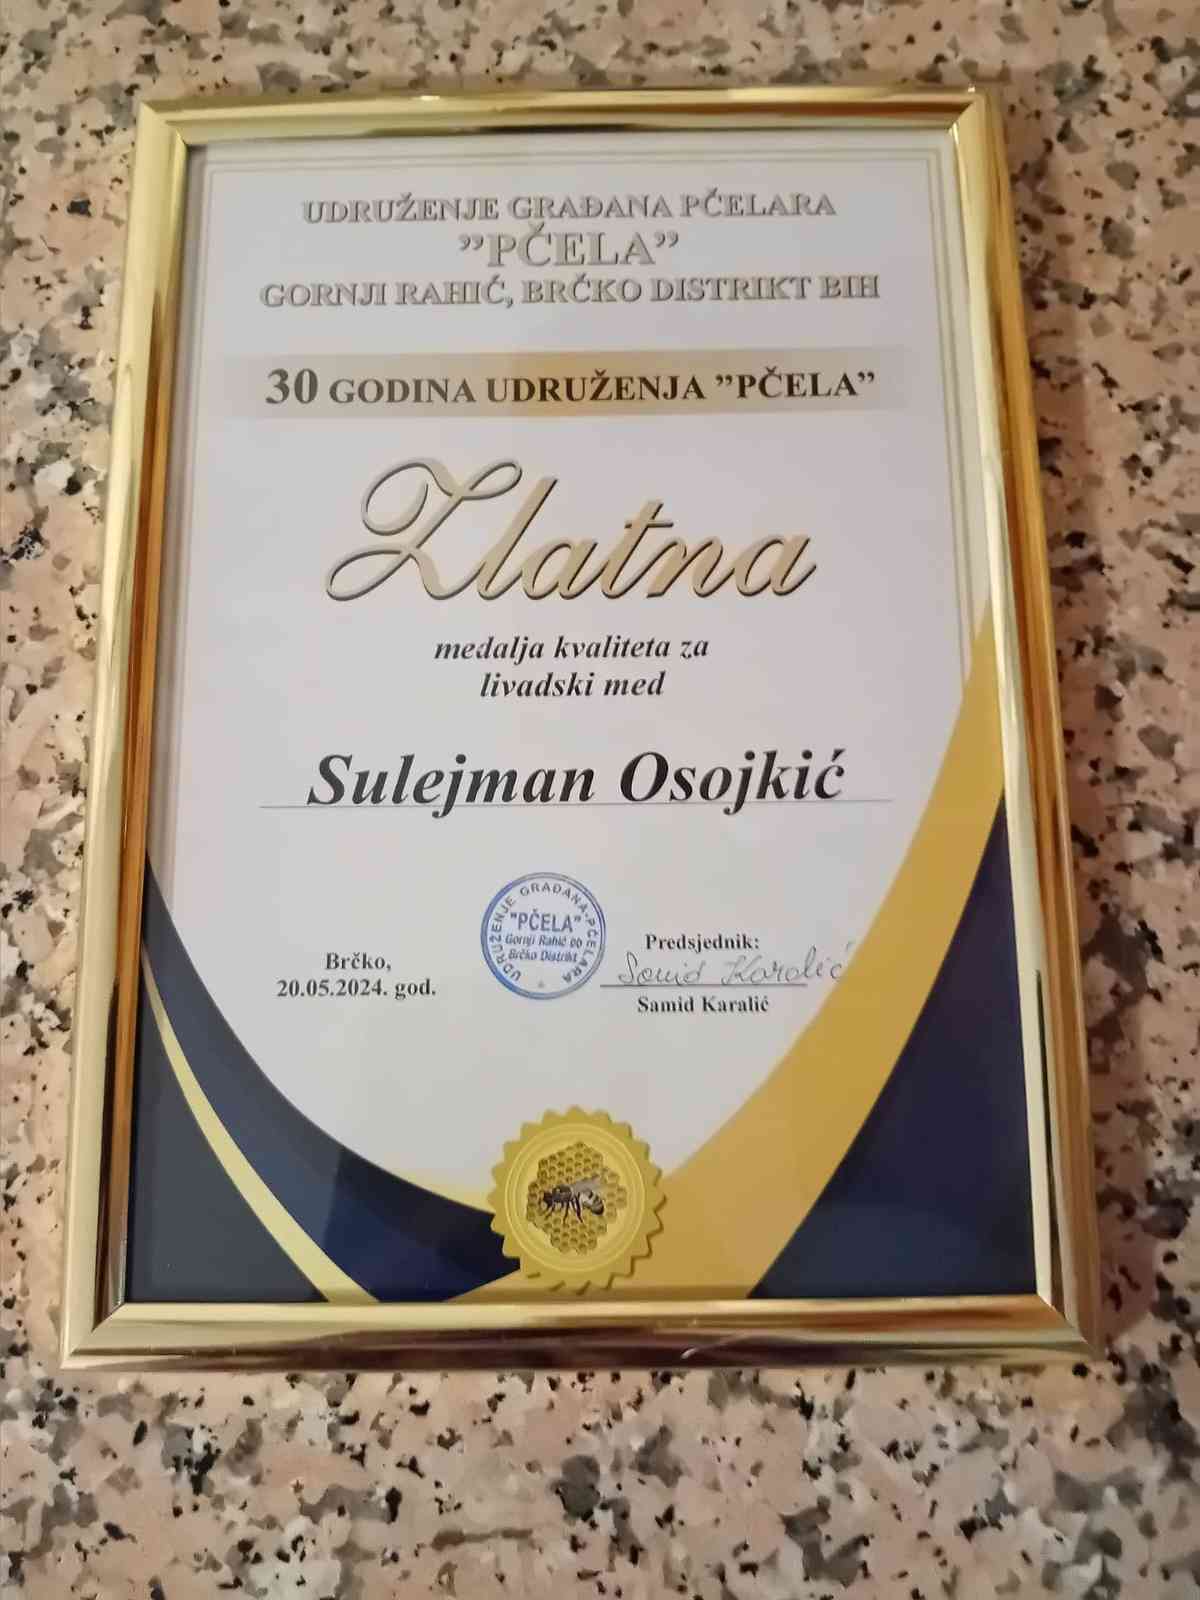 UDRUŽENJE GRAĐANA PČELARA
”PČELA”
GORNJI RAHIĆ, BRČKO DISTRIKT BIH
30 GODINA UDRUŽENJA ”PČELA”
Zlatna
medalja kvaliteta za
livadski med
Sulejman Osojkić
UDRUŽENJE GRAĐANA-PČELARA
"PČELA"
Gornji Rahić bb
Brčko Distrikt
Brčko,
20.05.2024. god.
Predsjednik:
Samid Karalić
Samid Karalić